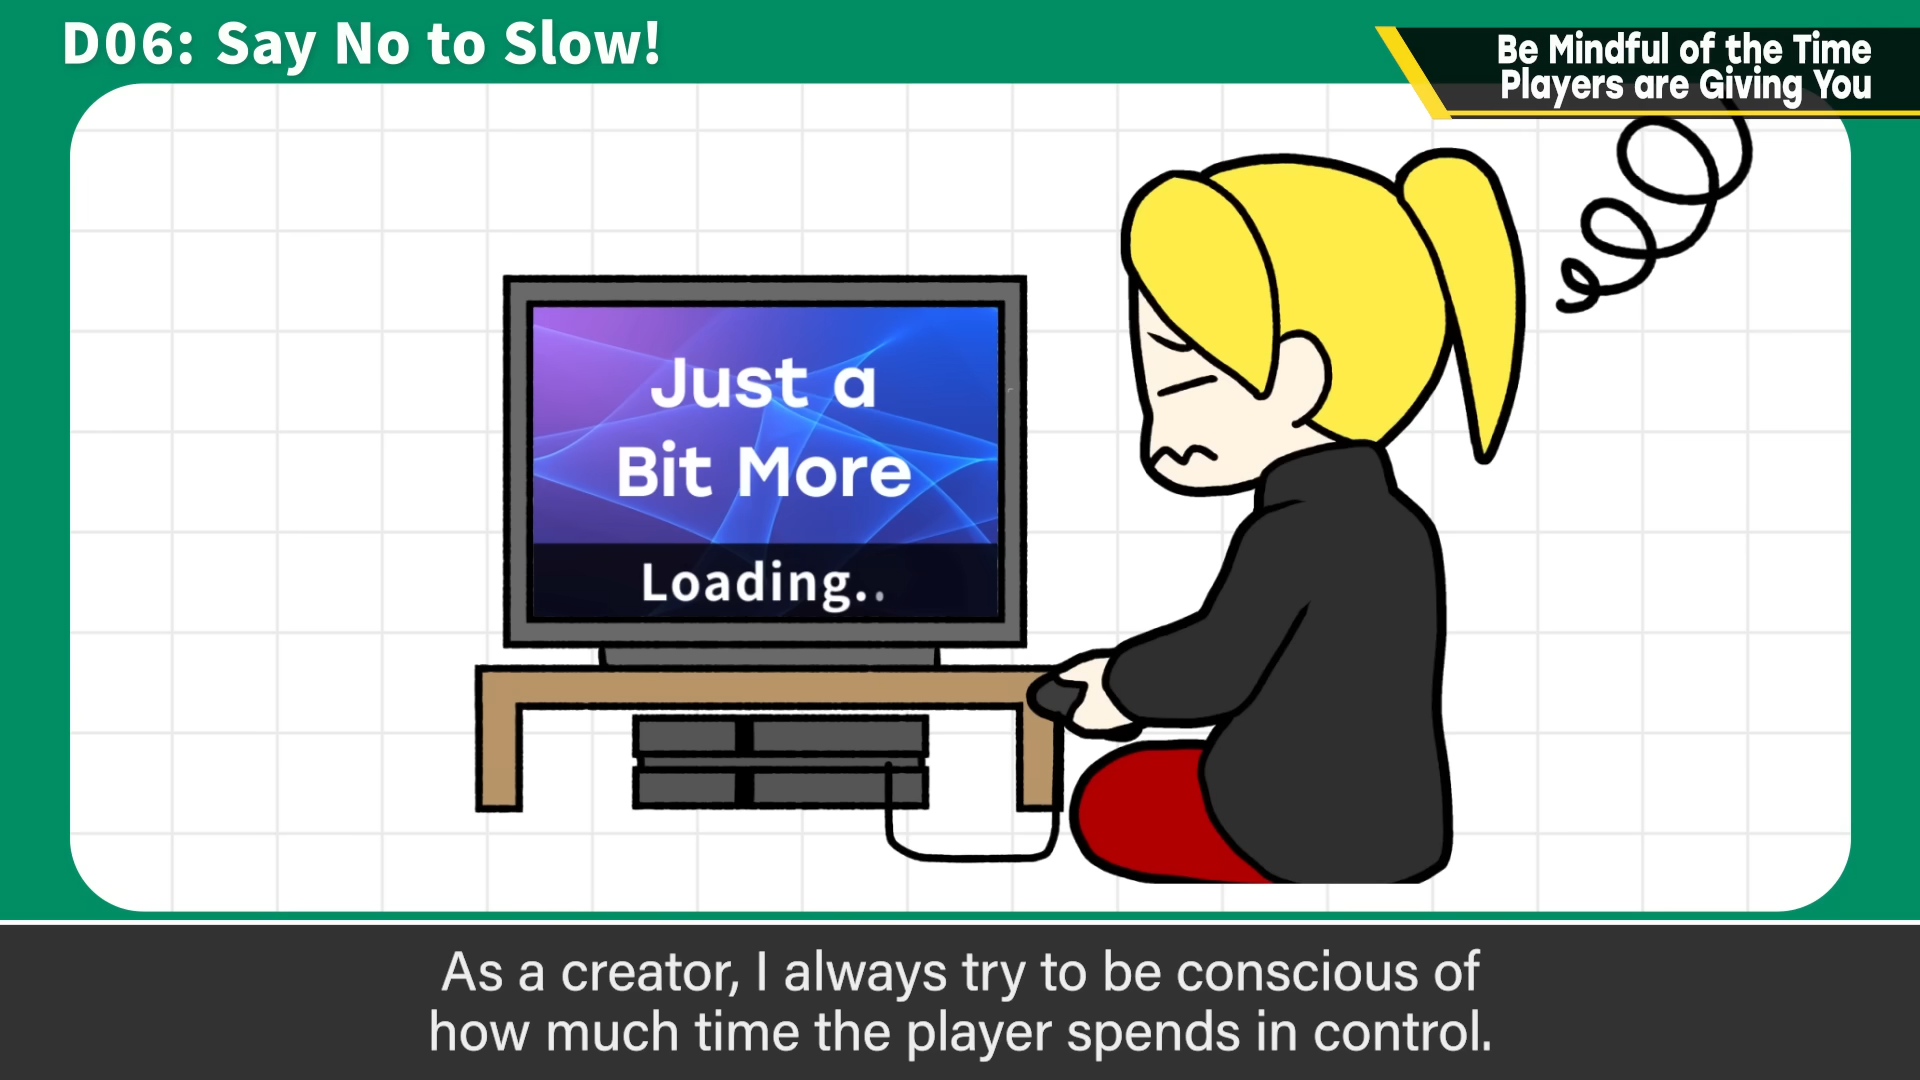 D06: Say No to Slow!
Be Mindful of the Time
Players are Giving You
Just a
Bit More
Loading..
As a creator, I always try to be conscious of
how much time the player spends in control.